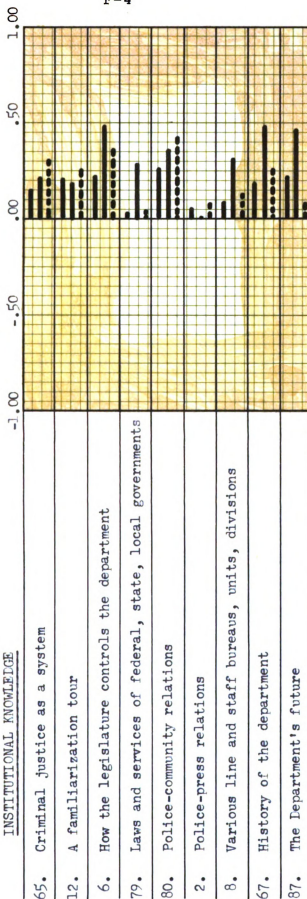 F-4
INSTITUTIONAL KNOWLEDGE
-1.00 -.50 .00 .50 1.00
65. Criminal justice as a system
12. A familiarization tour
6. How the legislature controls the department
79. Laws and services of federal, state, local governments
80. Police-community relations
2. Police-press relations
8. Various line and staff bureaus, units, divisions
67. History of the department
87. The Department's future